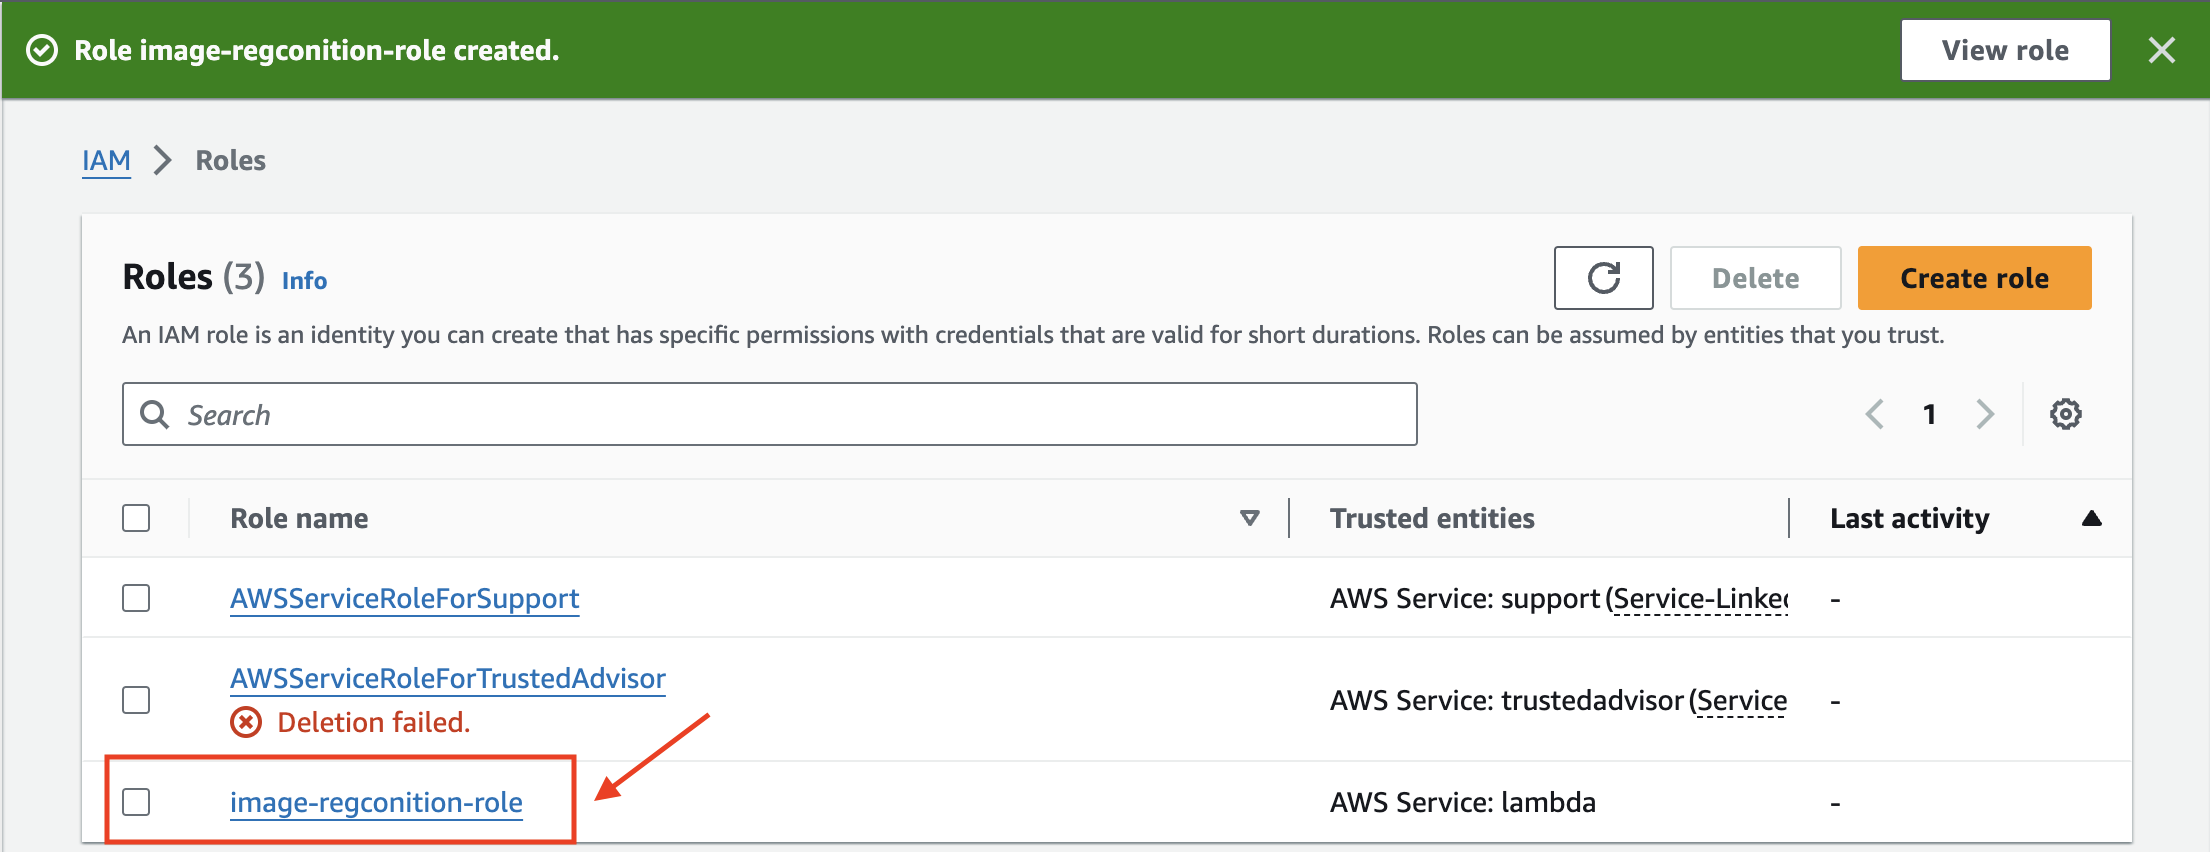 Role image-regconition-role created.
View role
IAM > Roles
Roles (3) Info
Delete
Create role
An IAM role is an identity you can create that has specific permissions with credentials that are valid for short durations. Roles can be assumed by entities that you trust.
Search
1
Role name
Trusted entities
Last activity
AWSServiceRoleForSupport
AWS Service: support (Service-Linked
-
AWSServiceRoleForTrustedAdvisor
Deletion failed.
AWS Service: trustedadvisor (Service
-
image-regconition-role
AWS Service: lambda
-